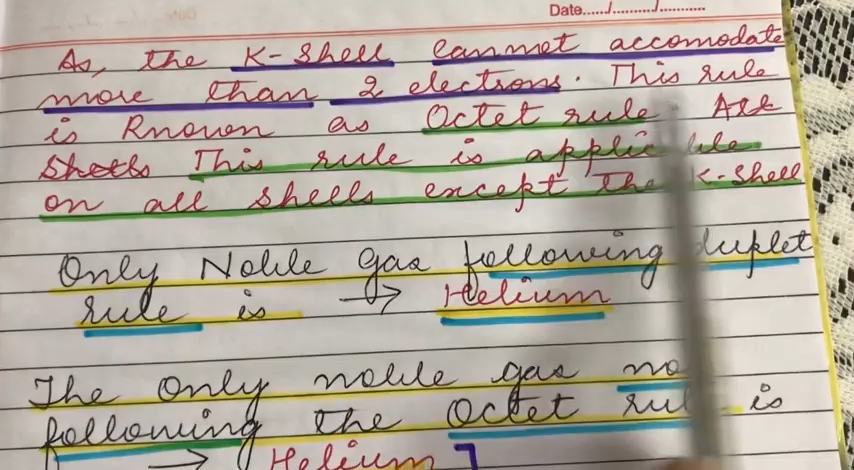 Date....../........../...........
As, the K-Shell cannot accomodate
more than 2 electrons. This rule
is known as Octet rule. All
Shells This rule is applicable
on all shells except the K-Shell
Only Noble gas following duplet
rule is → Helium
The only noble gas no
following the Octet rul is
→ Helium